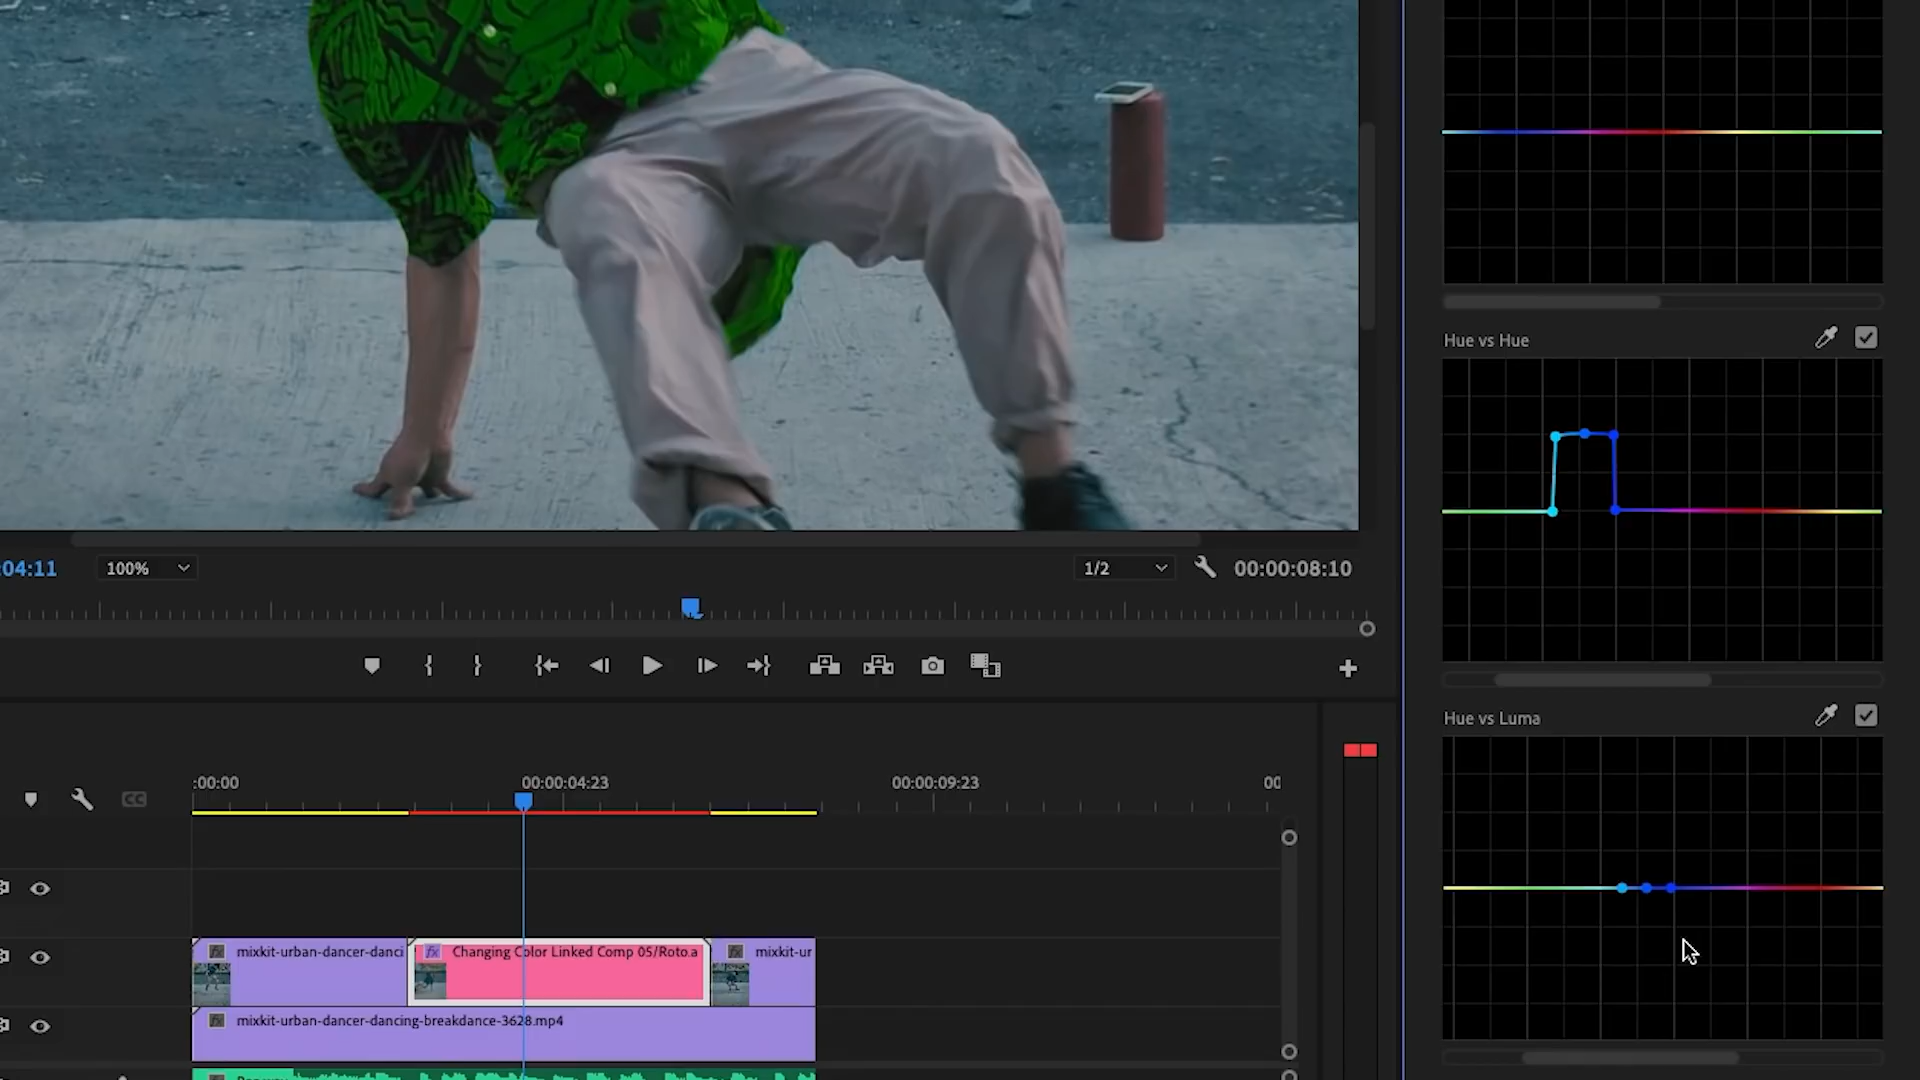 Hue vs Hue
:04:11
100%
1/2
00:00:08:10
Hue vs Luma
:00:00
00:00:04:23
00:00:09:23
00
CC
mixkit-urban-dancer-danci
fx
Changing Color Linked Comp 05/Roto.a
mixkit-ur
mixkit-urban-dancer-dancing-breakdance-3628.mp4